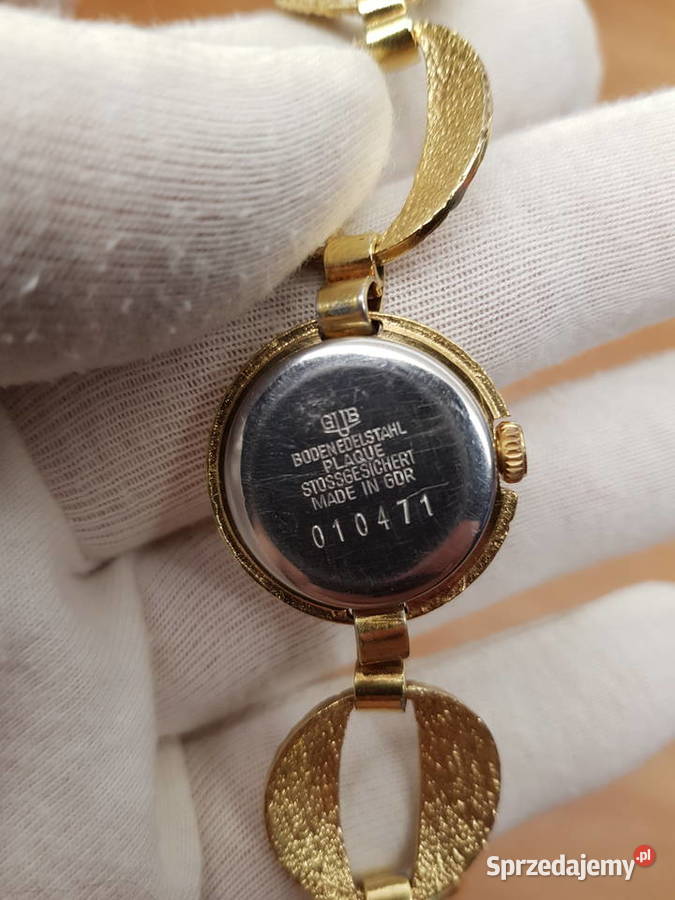 GUB
BODENEDELSTAHL
PLAQUE
STOSSGESICHERT
MADE IN GDR
010471
Sprzedajemy.pl